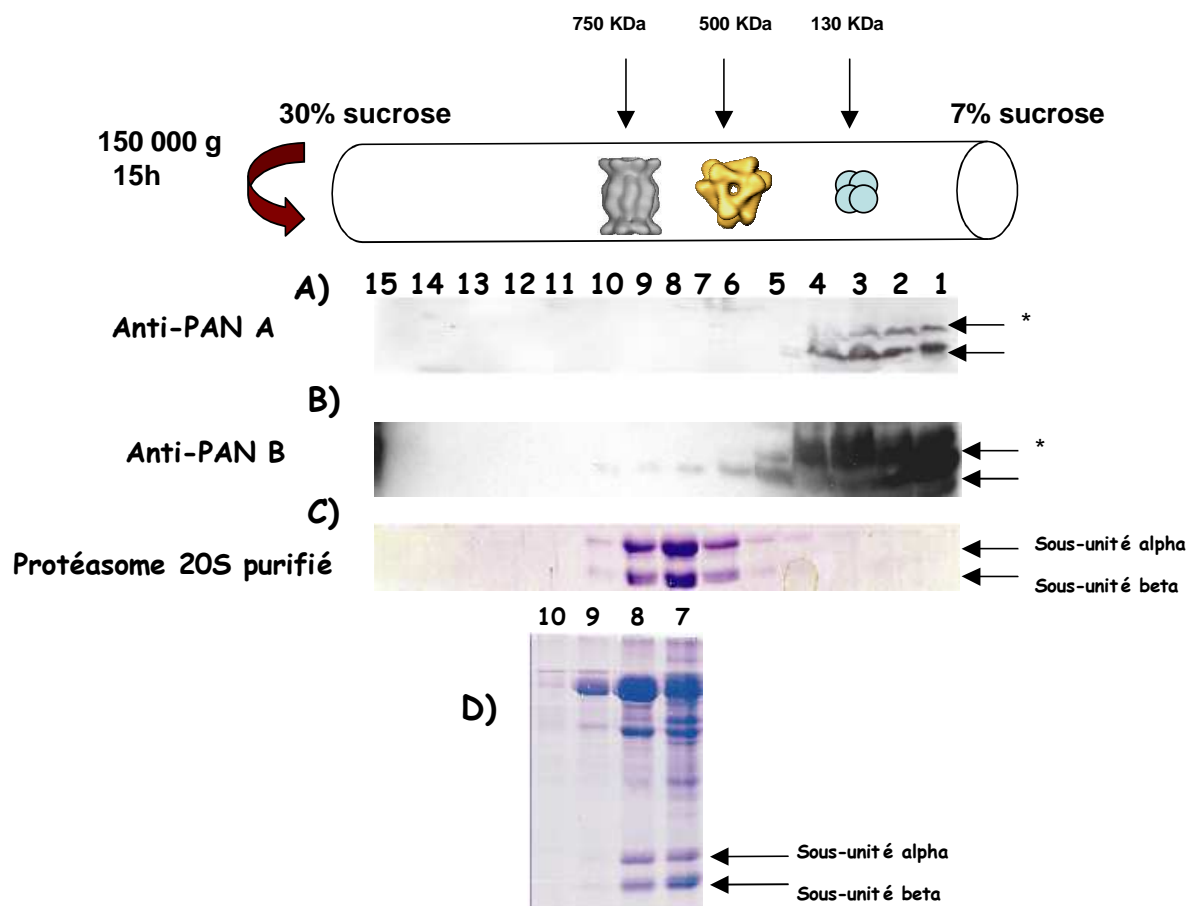 750 KDa 500 KDa 130 KDa
30% sucrose 7% sucrose
150 000 g
15h
A) 15 14 13 12 11 10 9 8 7 6 5 4 3 2 1
Anti-PAN A *
B)
Anti-PAN B *
C)
Protéasome 20S purifié
Sous-unité alpha
Sous-unité beta
10 9 8 7
D)
Sous-unité alpha
Sous-unité beta